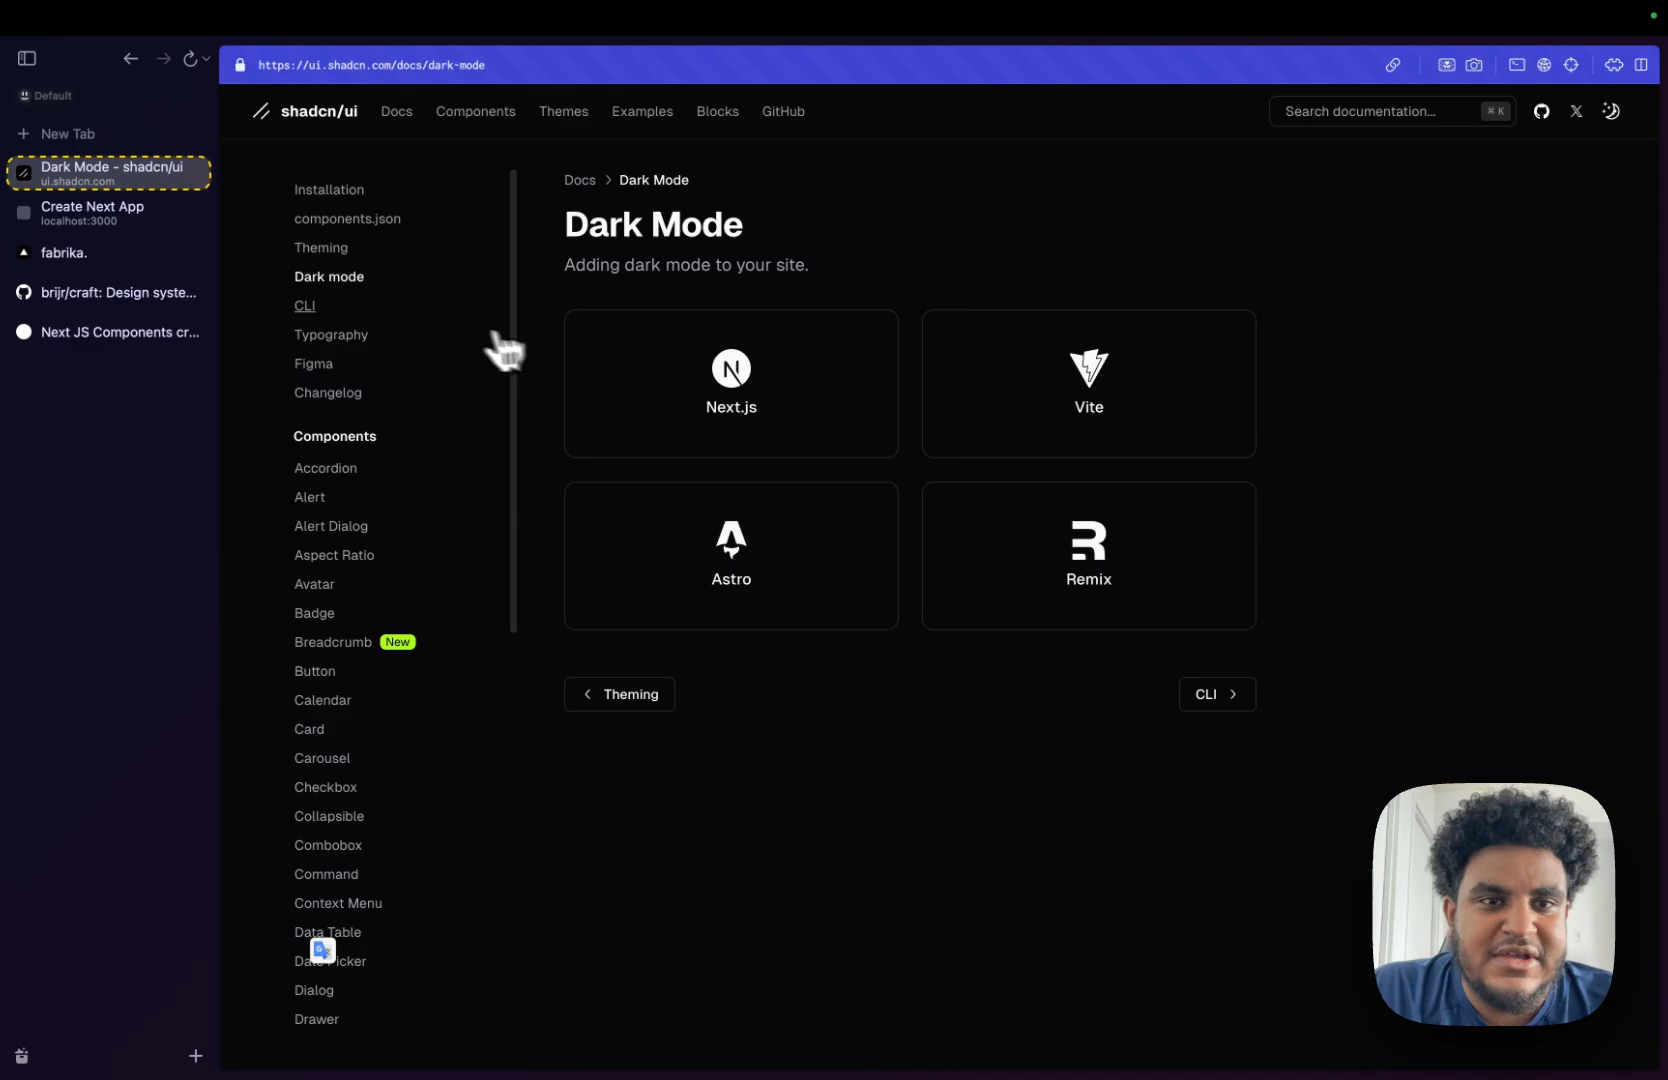 https://ui.shadcn.com/docs/dark-mode
Default
New Tab
Dark Mode - shadcn/ui
ui.shadcn.com
Create Next App
localhost:3000
fabrika.
brijr/craft: Design syste...
Next JS Components cr...
shadcn/ui
Docs
Components
Themes
Examples
Blocks
GitHub
Search documentation...
⌘ K
Installation
components.json
Theming
Dark mode
CLI
Typography
Figma
Changelog
Components
Accordion
Alert
Alert Dialog
Aspect Ratio
Avatar
Badge
Breadcrumb New
Button
Calendar
Card
Carousel
Checkbox
Collapsible
Combobox
Command
Context Menu
Data Table
Date Picker
Dialog
Drawer
Docs > Dark Mode
Dark Mode
Adding dark mode to your site.
Next.js
Vite
Astro
Remix
Theming
CLI